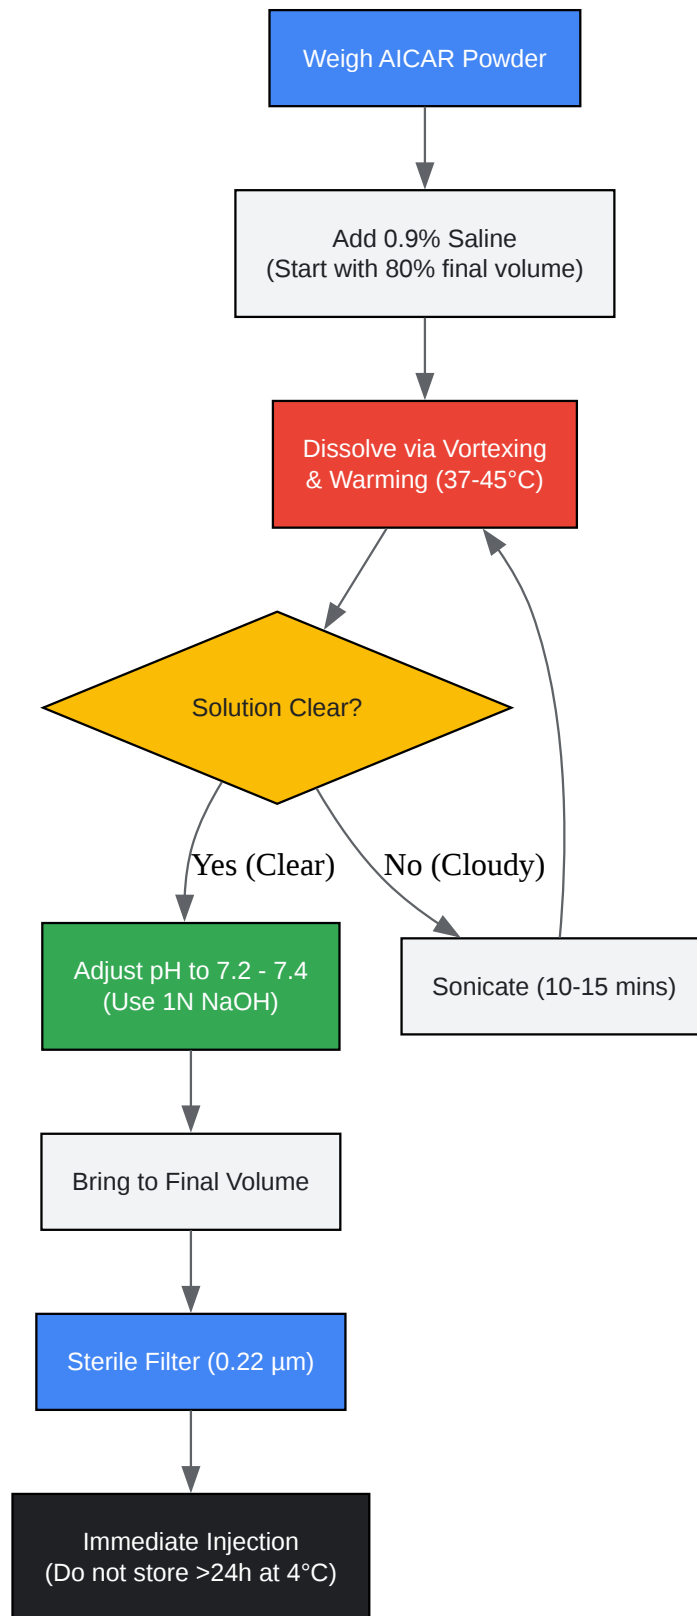 Weigh AICAR Powder
Add 0.9% Saline
(Start with 80% final volume)
Dissolve via Vortexing
& Warming (37-45°C)
Solution Clear?
Yes (Clear)
No (Cloudy)
Adjust pH to 7.2 - 7.4
(Use 1N NaOH)
Sonicate (10-15 mins)
Bring to Final Volume
Sterile Filter (0.22 µm)
Immediate Injection
(Do not store >24h at 4°C)